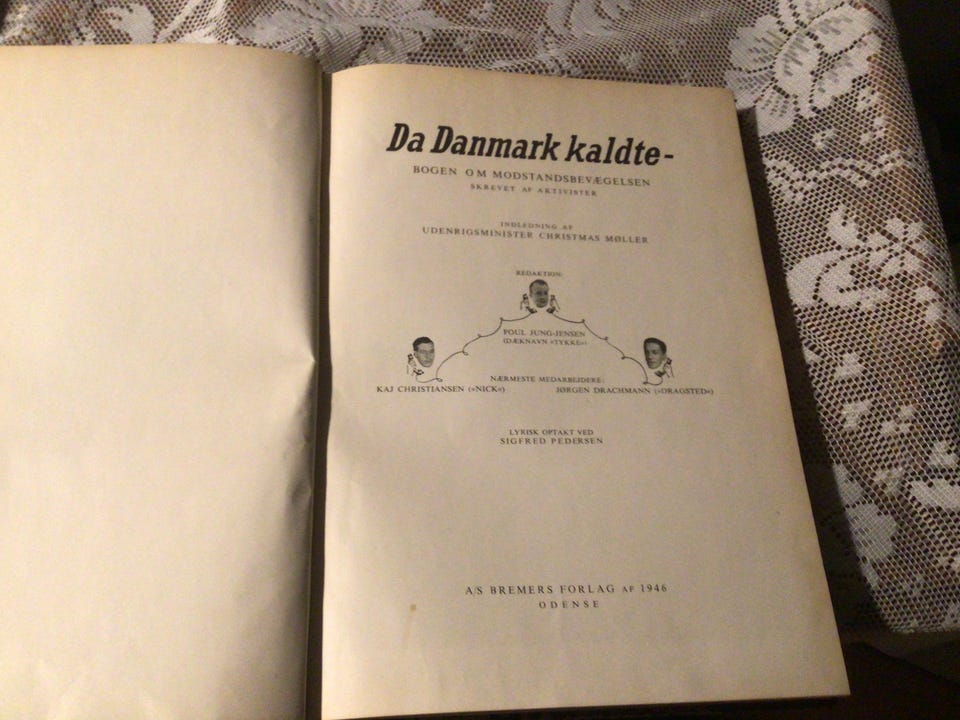 Da Danmark kaldte-
BOGEN OM MODSTANDSBEVÆGELSEN
SKREVET AF AKTIVISTER
INDLEDNING AF
UDENRIGSMINISTER CHRISTMAS MØLLER
REDAKTION:
POUL JUNG-JENSEN
(DÆKNAVN »TYKKE«)
NÆRMESTE MEDARBEJDERE:
KAJ CHRISTIANSEN (»NICK«) JØRGEN DRACHMANN (»DRAGSTED«)
LYRISK OPTAKT VED
SIGFRED PEDERSEN
A/S BREMERS FORLAG AF 1946
ODENSE